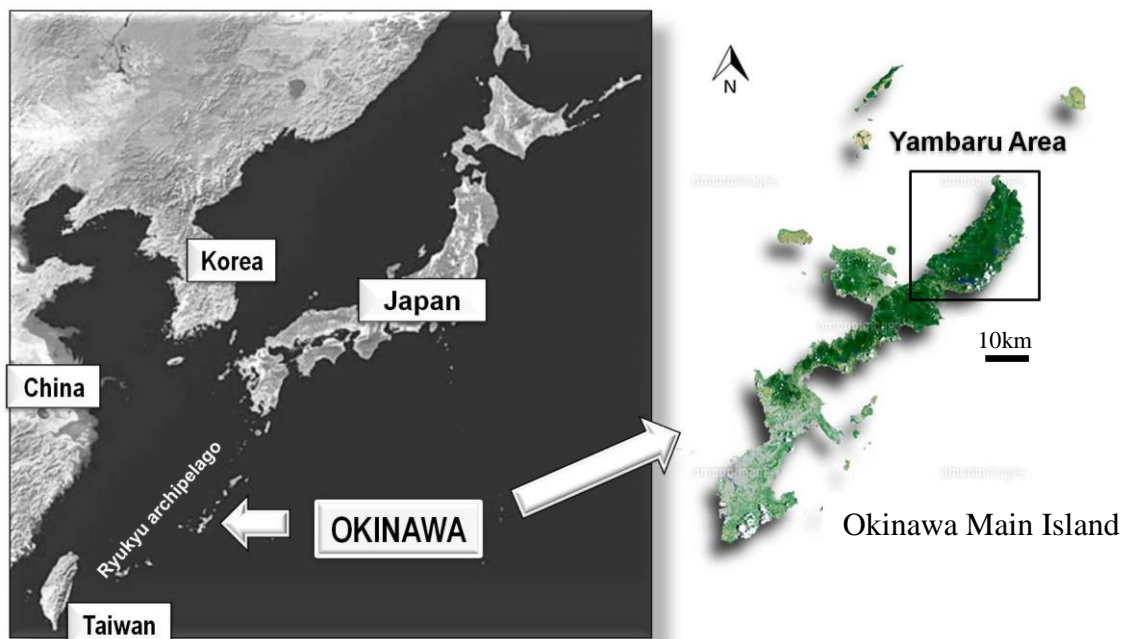 Korea
Japan
China
Ryukyu archipelago
OKINAWA
Taiwan
N
Yambaru Area
10km
Okinawa Main Island